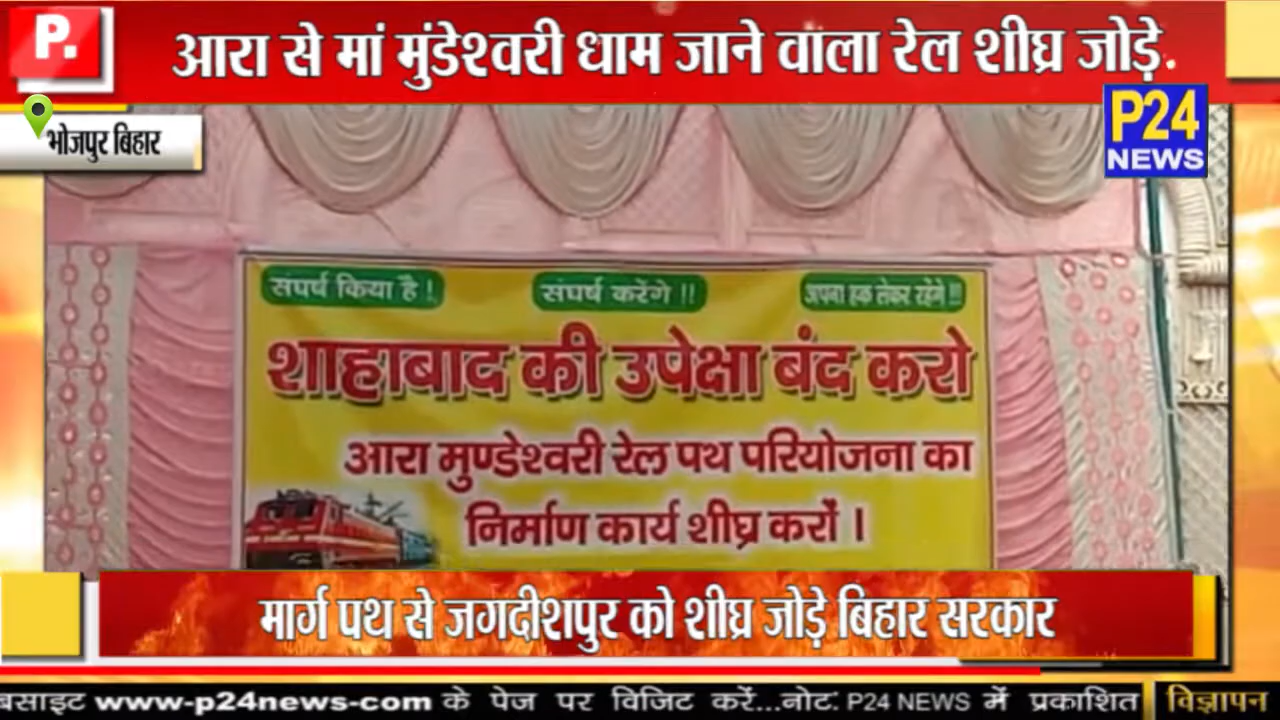 P.
आरा से मां मुंडेश्वरी धाम जाने वाला रेल शीघ्र जोड़े.
भोजपुर बिहार
P24
NEWS
संघर्ष किया है !
संघर्ष करेंगे !!
अपना हक लेकर रहेंगे !!!
शाहाबाद की उपेक्षा बंद करो
आरा मुण्डेश्वरी रेल पथ परियोजना का
निर्माण कार्य शीघ्र करों ।
मार्ग पथ से जगदीशपुर को शीघ्र जोड़े बिहार सरकार
बसाइट www-p24news-com के पेज पर विजिट करें...नोट: P24 NEWS में प्रकाशित
विज्ञापन